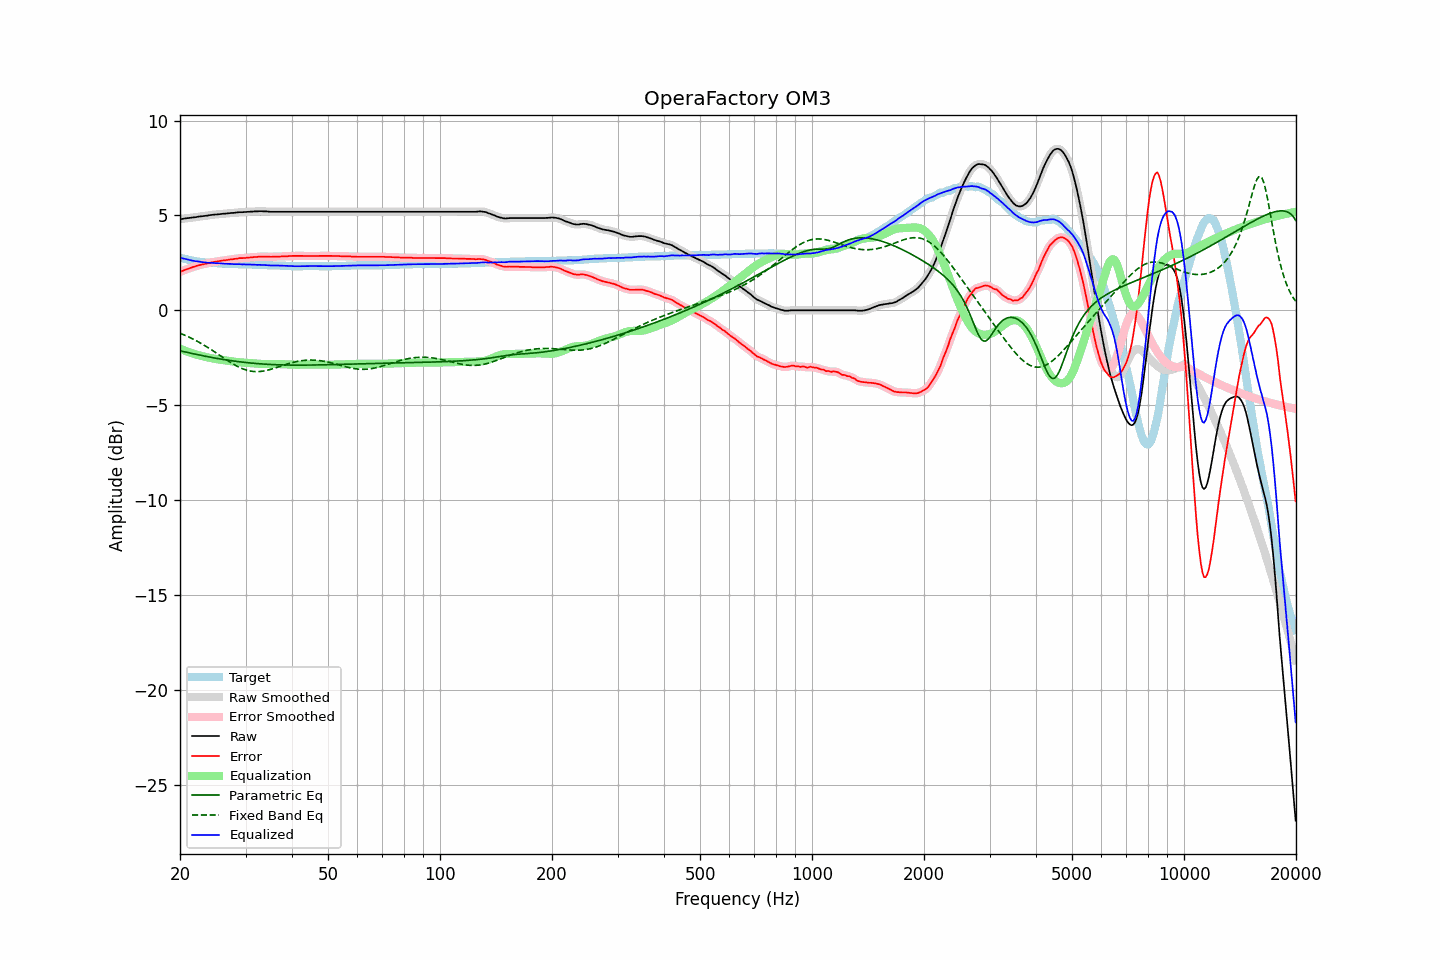 OperaFactory OM3
Amplitude (dBr)
10
5
0
−5
−10
−15
−20
−25
Target
Raw Smoothed
Error Smoothed
Raw
Error
Equalization
Parametric Eq
Fixed Band Eq
Equalized
20 50 100 200 500 1000 2000 5000 10000 20000
Frequency (Hz)